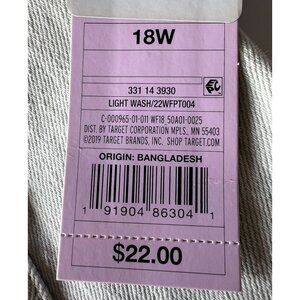 18W
331 14 3930
LIGHT WASH/22WFPT004
C-000965-01-011 WF18 50A01-0025
DIST. BY TARGET CORPORATION MPLS, MN 55403
©2019 TARGET BRANDS, INC. SHOP TARGET.COM
ORIGIN: BANGLADESH
1 91904 86304 1
$22.00